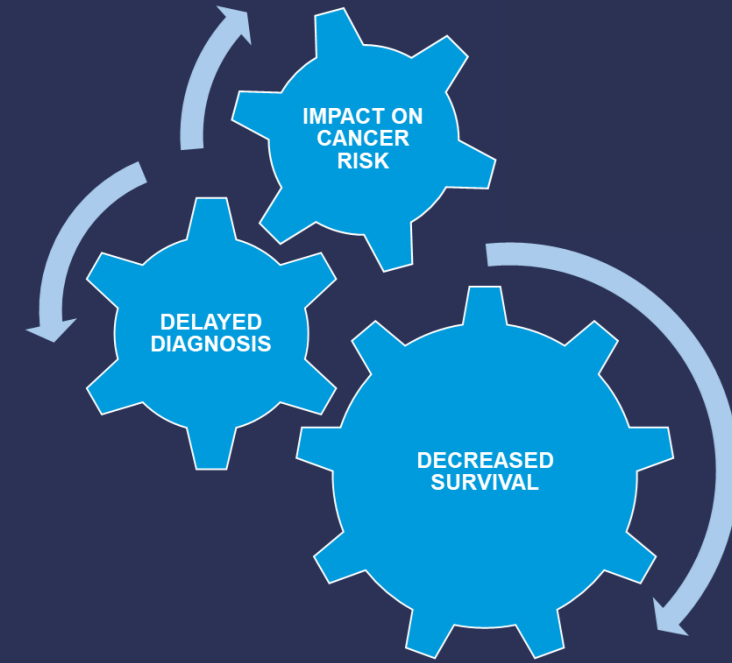 IMPACT ON
CANCER
RISK
DELAYED
DIAGNOSIS
DECREASED
SURVIVAL